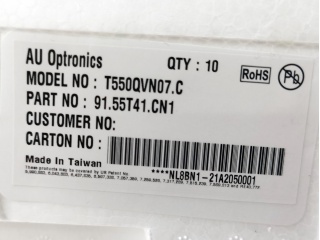 AU Optronics QTY : 10
MODEL NO : T550QVN07.C RoHS Pb
PART NO : 91.55T41.CN1
CUSTOMER NO:
CARTON NO :
Made In Taiwan ****NL8BN1-21A2050001